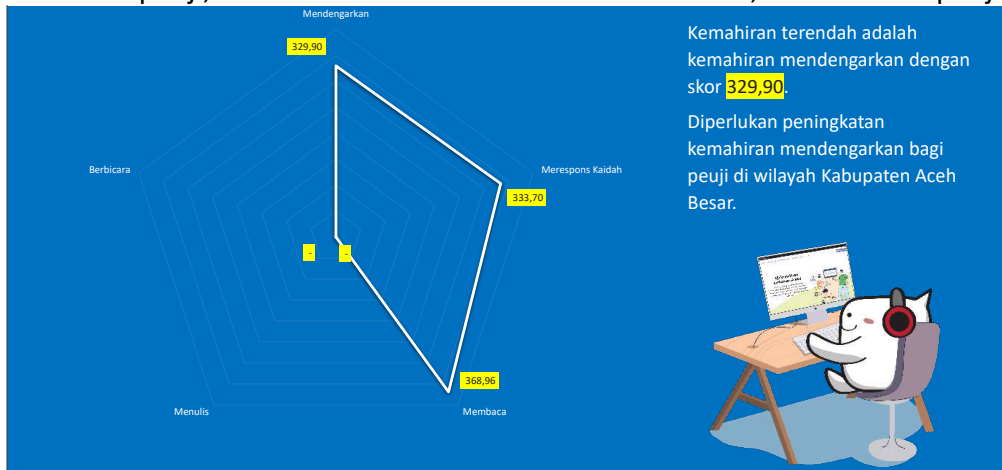 Mendengarkan
329,90
Berbicara
Merespons Kaidah
333,70
-
-
368,96
Menulis
Membaca
Kemahiran terendah adalah
kemahiran mendengarkan dengan
skor 329,90.
Diperlukan peningkatan
kemahiran mendengarkan bagi
peuji di wilayah Kabupaten Aceh
Besar.